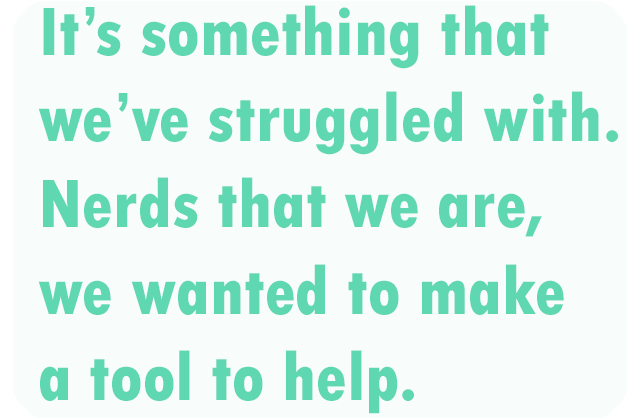 It’s something that
we’ve struggled with.
Nerds that we are,
we wanted to make
a tool to help.